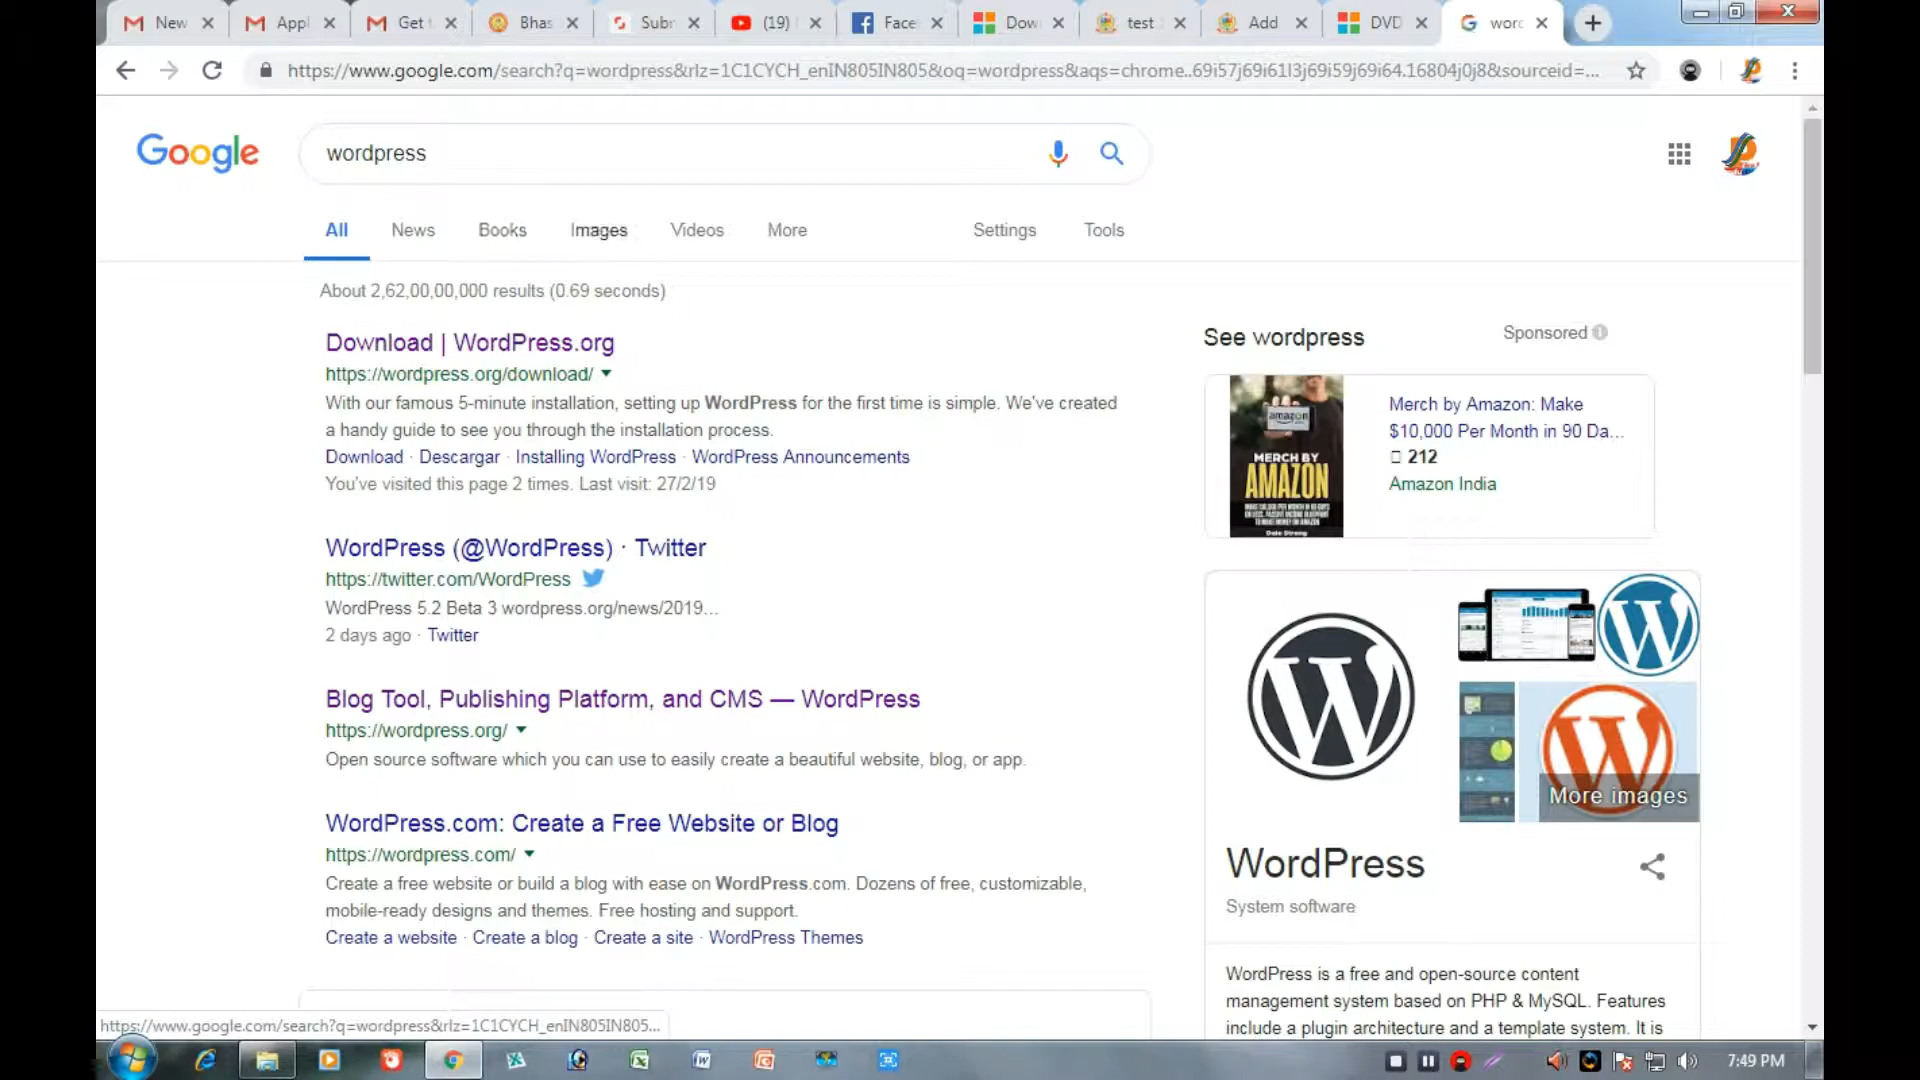 New
Appl
Get
Bhas
Subr
(19)
Face
Dow
test
Add
DVD
word
https://www.google.com/search?q=wordpress&rlz=1C1CYCH_enIN805IN805&oq=wordpress&aqs=chrome..69i57j69i61l3j69i59j69i64.16804j0j8&sourceid=...
Google
wordpress
All News Books Images Videos More Settings Tools
About 2,62,00,00,000 results (0.69 seconds)
Download | WordPress.org
https://wordpress.org/download/
With our famous 5-minute installation, setting up WordPress for the first time is simple. We've created
a handy guide to see you through the installation process.
Download · Descargar · Installing WordPress · WordPress Announcements
You've visited this page 2 times. Last visit: 27/2/19
WordPress (@WordPress) · Twitter
https://twitter.com/WordPress
WordPress 5.2 Beta 3 wordpress.org/news/2019...
2 days ago · Twitter
Blog Tool, Publishing Platform, and CMS — WordPress
https://wordpress.org/
Open source software which you can use to easily create a beautiful website, blog, or app.
WordPress.com: Create a Free Website or Blog
https://wordpress.com/
Create a free website or build a blog with ease on WordPress.com. Dozens of free, customizable,
mobile-ready designs and themes. Free hosting and support.
Create a website · Create a blog · Create a site · WordPress Themes
See wordpress
Sponsored
amazon
MERCH BY
AMAZON
Merch by Amazon: Make
$10,000 Per Month in 90 Da...
212
Amazon India
More images
WordPress
System software
WordPress is a free and open-source content
management system based on PHP & MySQL. Features
include a plugin architecture and a template system. It is
https://www.google.com/search?q=wordpress&rlz=1C1CYCH_enIN805IN805...
7:49 PM